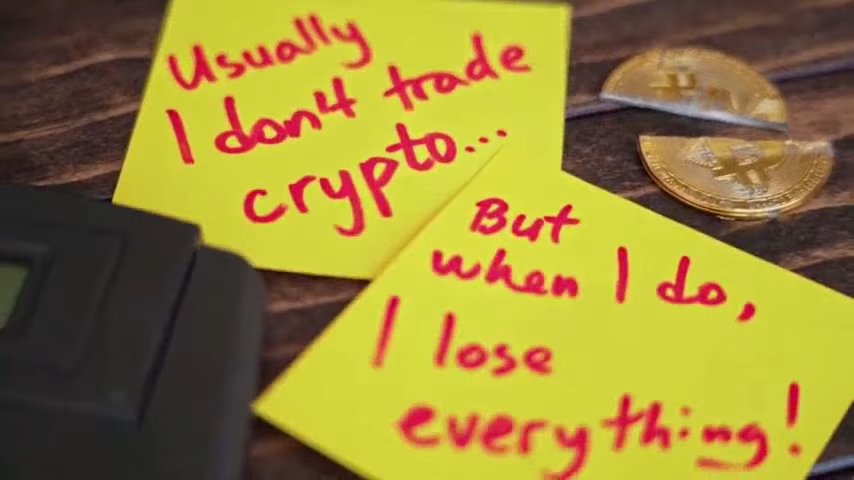 Usually
I don't trade
crypto...
But
when I do,
I lose
everything!